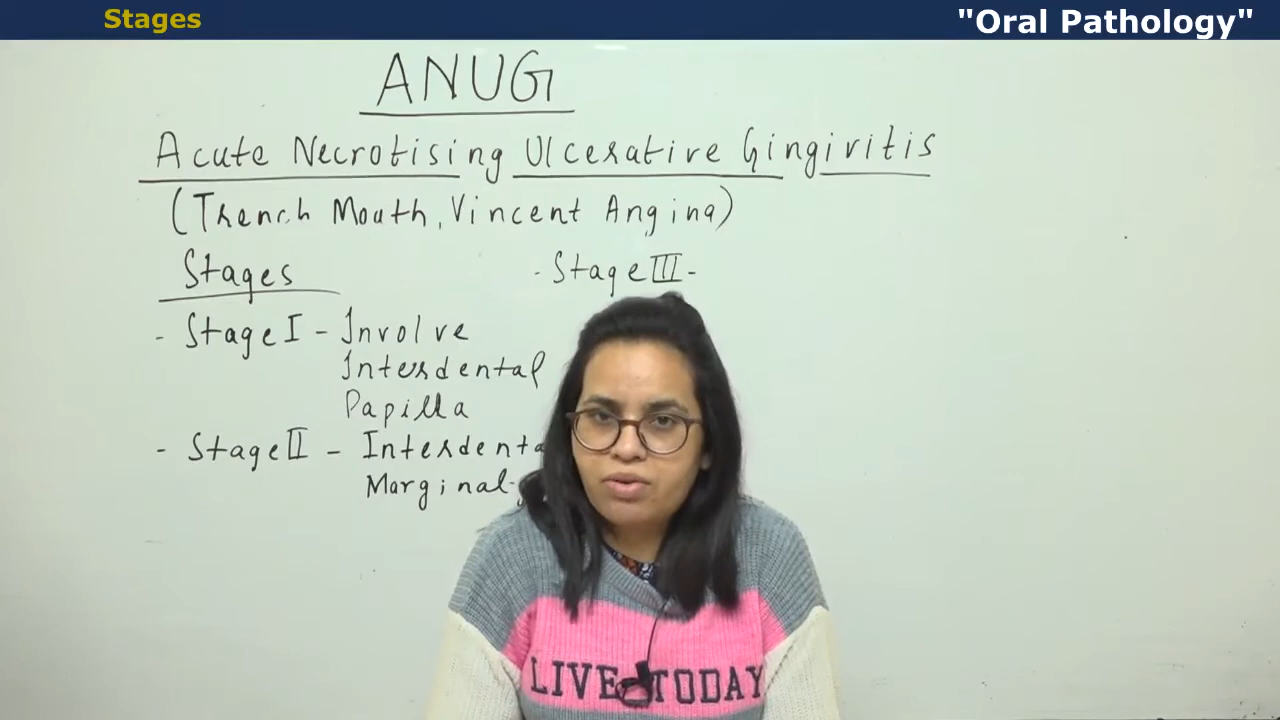 Stages
"Oral Pathology"
ANUG
Acute Necrotising Ulcerative Gingivitis
(Trench Mouth, Vincent Angina)
Stages
- Stage I - Involve
Interdental
Papilla
- Stage II - Interdenta
Marginal
- Stage III -
LIVE TODAY